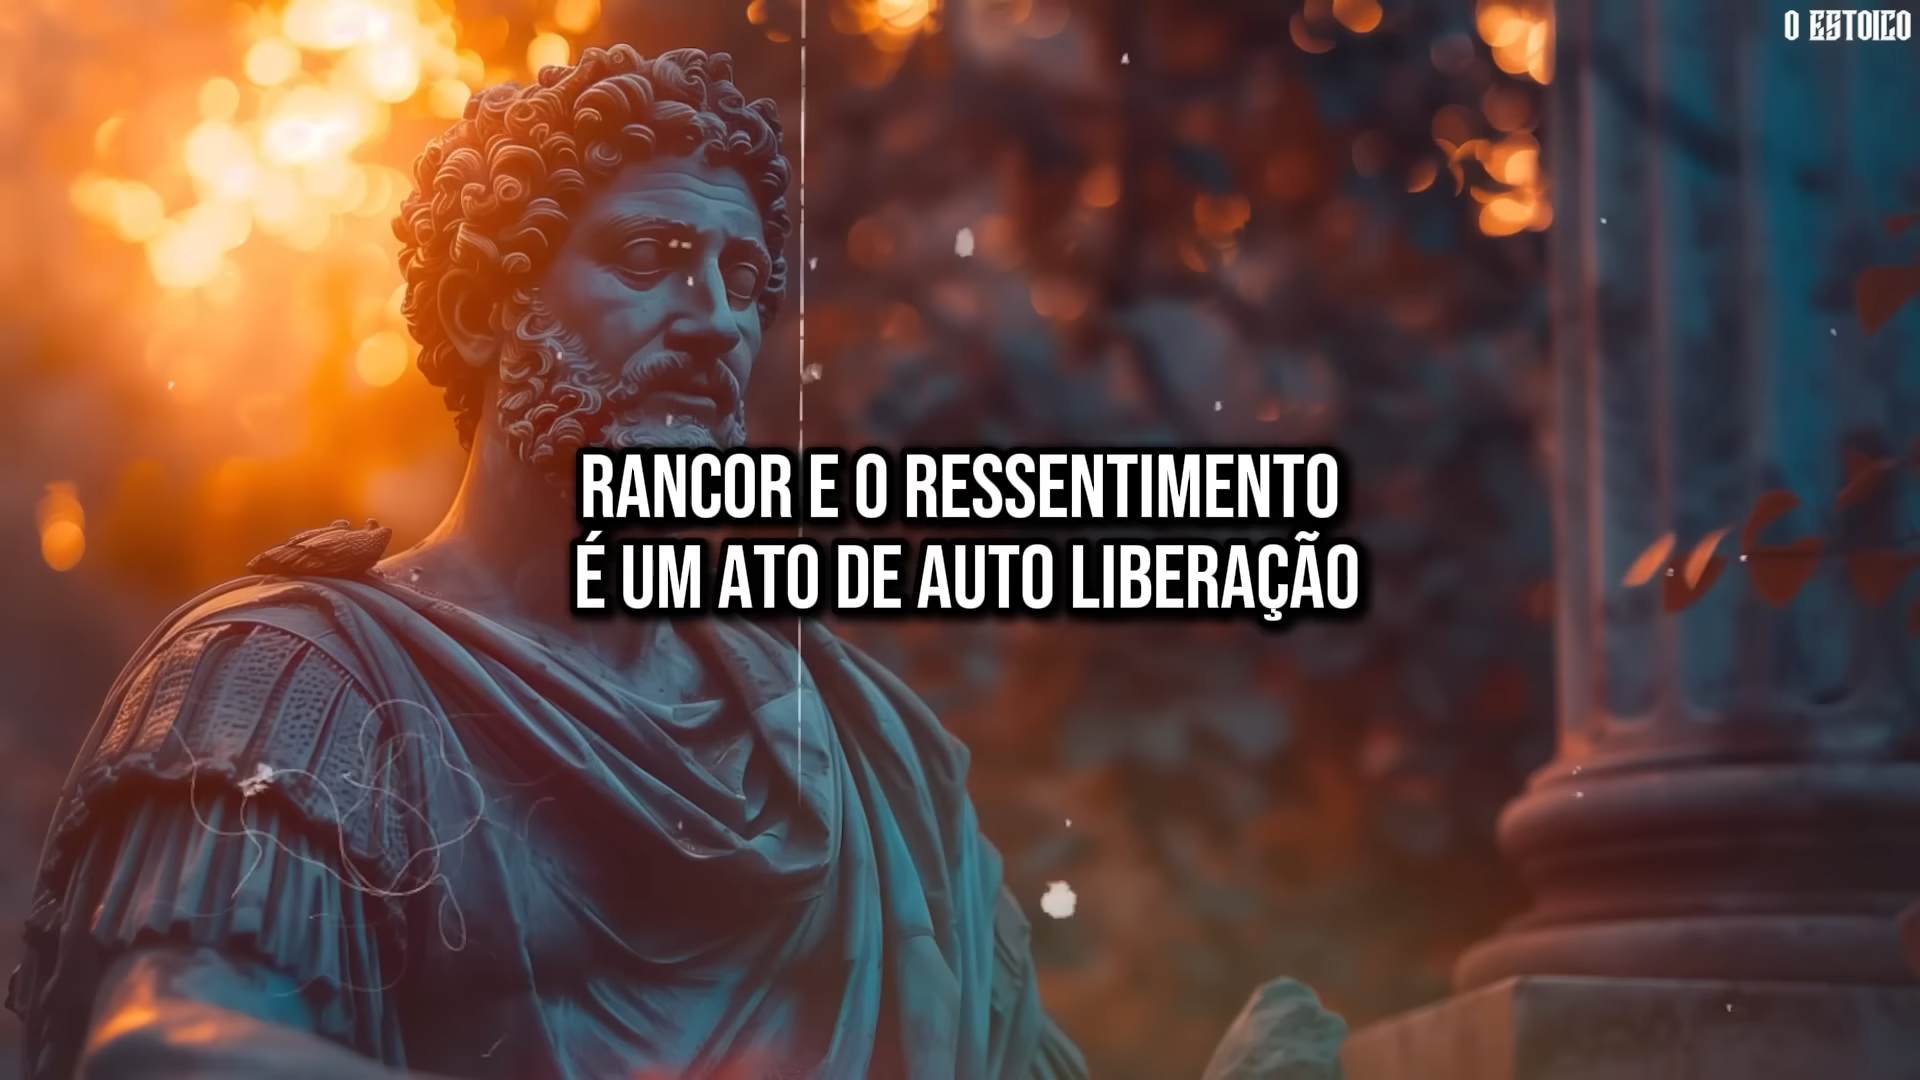 O ESTOICO
RANCOR E O RESSENTIMENTO
É UM ATO DE AUTO LIBERAÇÃO